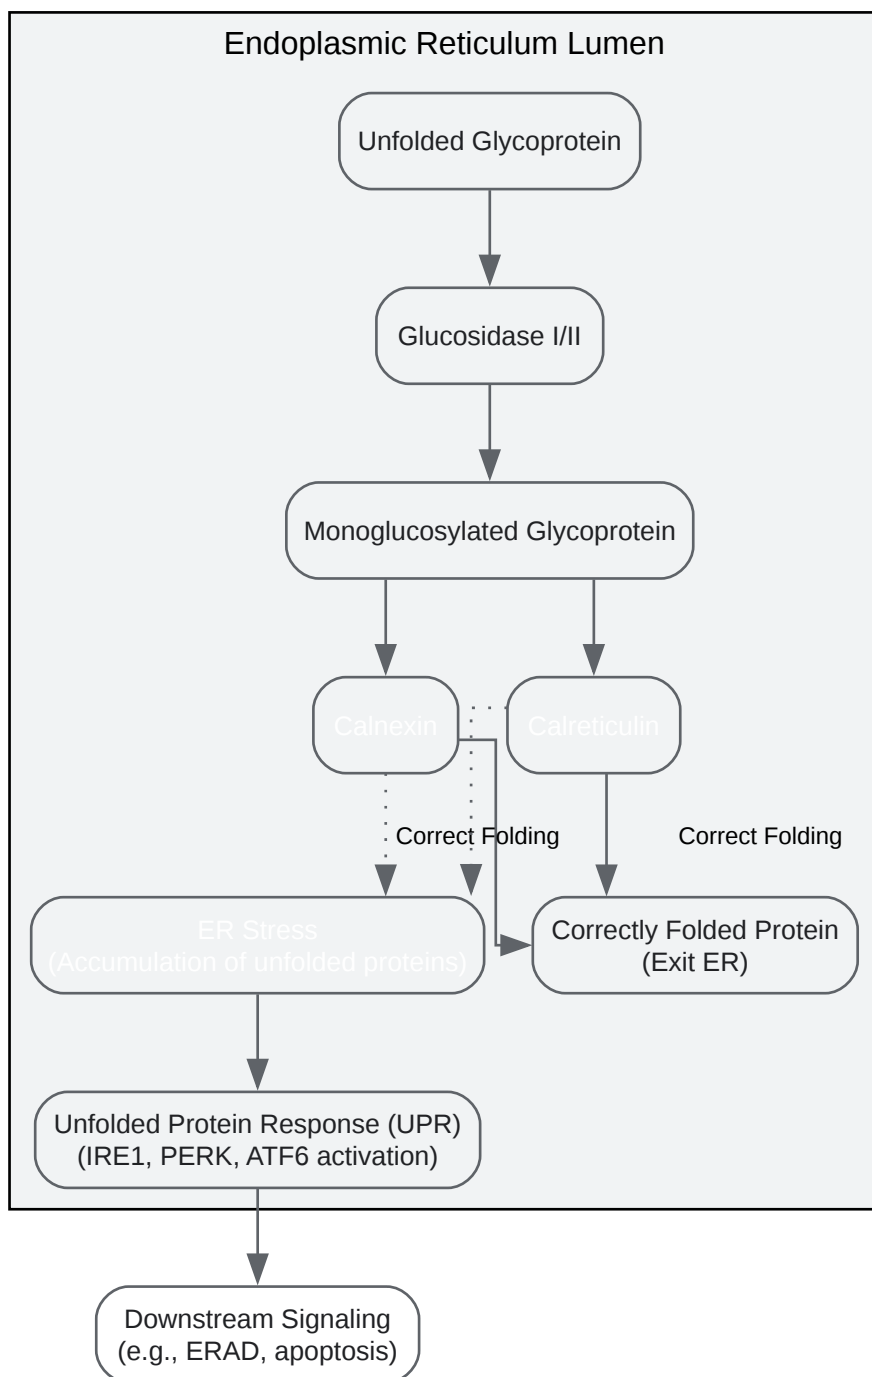 Endoplasmic Reticulum Lumen
Unfolded Glycoprotein
Glucosidase I/II
Monoglucosylated Glycoprotein
Calnexin
Calreticulin
Correct Folding
Correct Folding
ER Stress
(Accumulation of unfolded proteins)
Correctly Folded Protein
(Exit ER)
Unfolded Protein Response (UPR)
(IRE1, PERK, ATF6 activation)
Downstream Signaling
(e.g., ERAD, apoptosis)